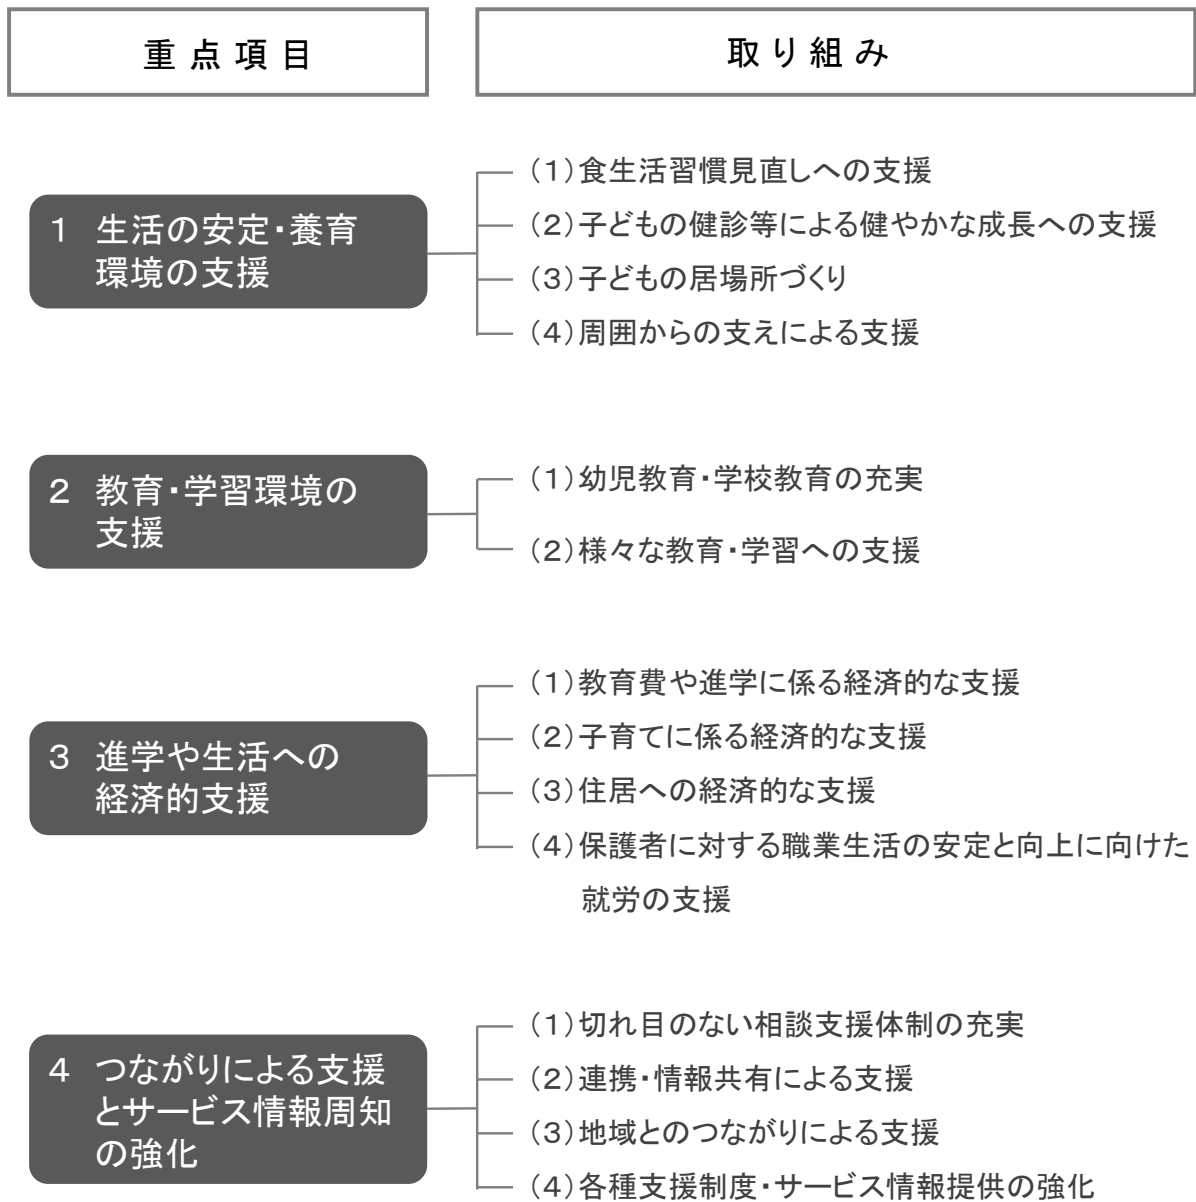 重点項目
取り組み
1 生活の安定・養育
環境の支援
(1)食生活習慣見直しへの支援
(2)子どもの健診等による健やかな成長への支援
(3)子どもの居場所づくり
(4)周囲からの支えによる支援
2 教育・学習環境の
支援
(1)幼児教育・学校教育の充実
(2)様々な教育・学習への支援
3 進学や生活への
経済的支援
(1)教育費や進学に係る経済的な支援
(2)子育てに係る経済的な支援
(3)住居への経済的な支援
(4)保護者に対する職業生活の安定と向上に向けた
就労の支援
4 つながりによる支援
とサービス情報周知
の強化
(1)切れ目のない相談支援体制の充実
(2)連携・情報共有による支援
(3)地域とのつながりによる支援
(4)各種支援制度・サービス情報提供の強化